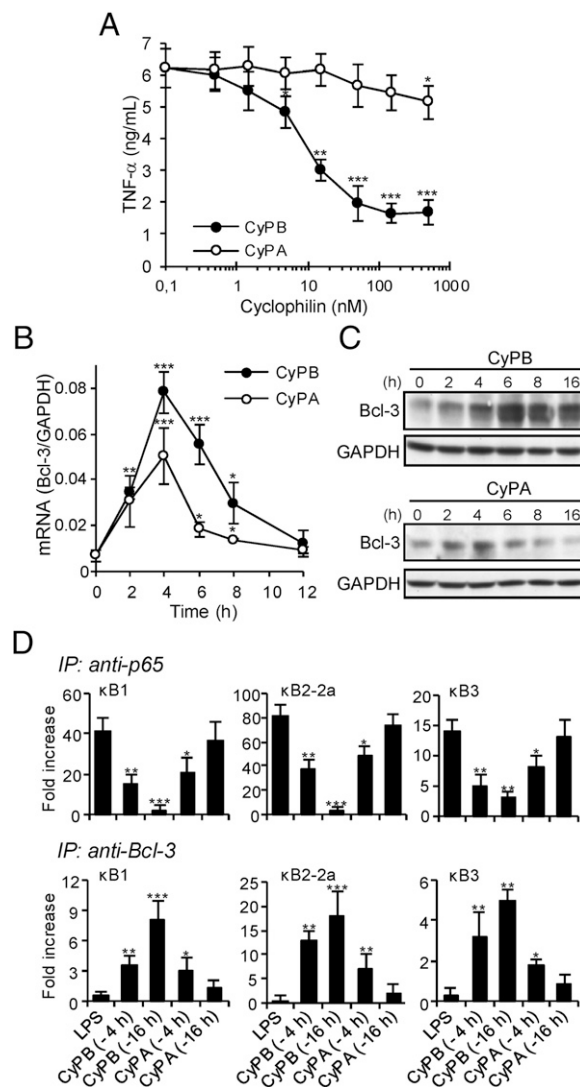 A
TNF-α (ng/mL)
7
6
5
4
3
2
1
0
*
*
**
***
***
***
CyPB
CyPA
0,1 1 10 100 1000
Cyclophilin (nM)
B
mRNA (Bcl-3/GAPDH)
0.08
0.06
0.04
0.02
0
***
***
***
**
*
*
*
CyPB
CyPA
0 2 4 6 8 12
Time (h)
C
CyPB
(h) 0 2 4 6 8 16
Bcl-3
GAPDH
CyPA
(h) 0 2 4 6 8 16
Bcl-3
GAPDH
D
IP: anti-p65
κB1
Fold increase
60
40
20
0
**
***
*
κB2-2a
100
80
60
40
20
0
**
***
*
κB3
20
15
10
5
0
**
**
*
IP: anti-Bcl-3
κB1
Fold increase
12
9
6
3
0
**
***
*
κB2-2a
25
20
15
10
5
0
**
***
**
κB3
6
4
2
0
**
**
*
LPS
CyPB (-4 h)
CyPB (-16 h)
CyPA (-4 h)
CyPA (-16 h)
LPS
CyPB (-4 h)
CyPB (-16 h)
CyPA (-4 h)
CyPA (-16 h)
LPS
CyPB (-4 h)
CyPB (-16 h)
CyPA (-4 h)
CyPA (-16 h)